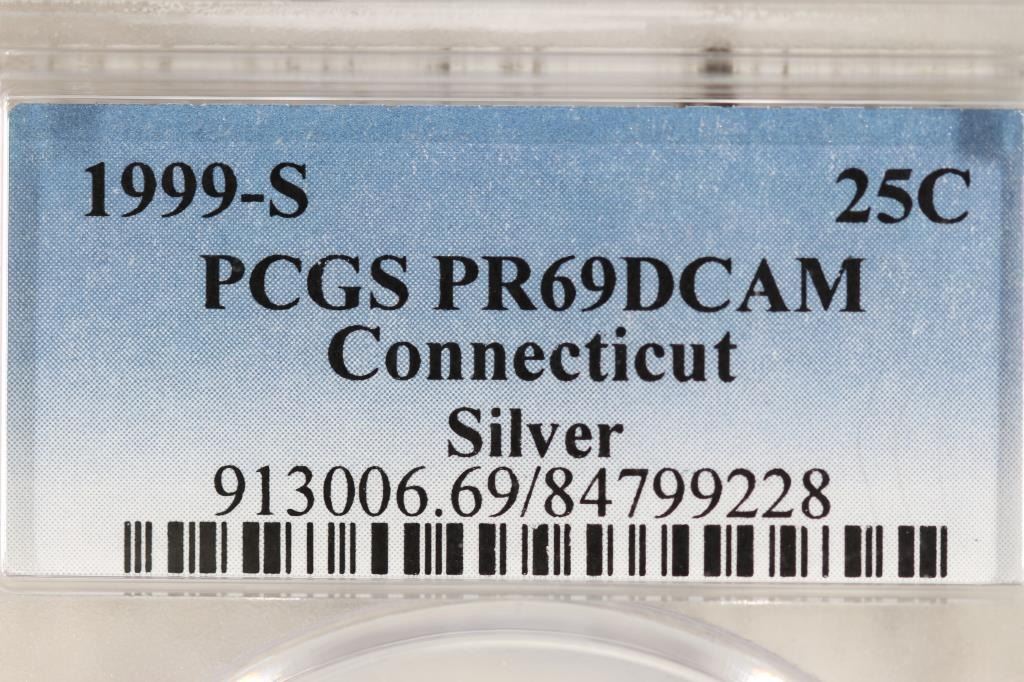 1999-S 25C
PCGS PR69DCAM
Connecticut
Silver
913006.69/84799228